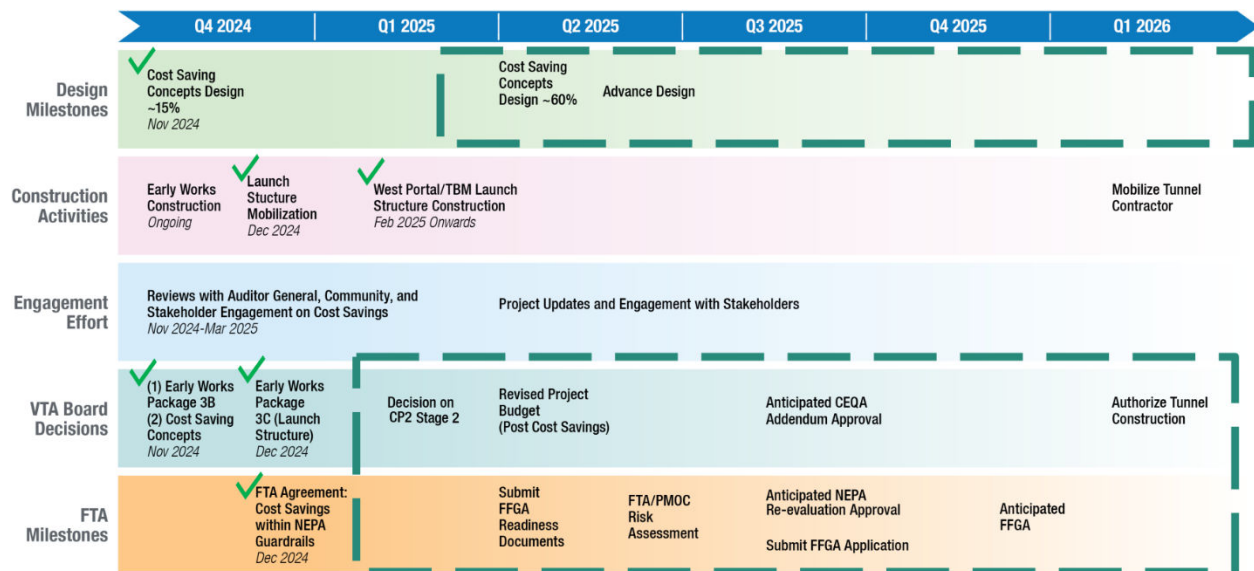 Q4 2024
Q1 2025
Q2 2025
Q3 2025
Q4 2025
Q1 2026
Design
Milestones
Cost Saving
Concepts Design
~15%
Nov 2024
Cost Saving
Concepts
Design ~60%
Advance Design
Construction
Activities
Early Works
Construction
Ongoing
Launch
Stucture
Mobilization
Dec 2024
West Portal/TBM Launch
Structure Construction
Feb 2025 Onwards
Mobilize Tunnel
Contractor
Engagement
Effort
Reviews with Auditor General, Community, and
Stakeholder Engagement on Cost Savings
Nov 2024-Mar 2025
Project Updates and Engagement with Stakeholders
VTA Board
Decisions
(1) Early Works
Package 3B
(2) Cost Saving
Concepts
Nov 2024
Early Works
Package
3C (Launch
Structure)
Dec 2024
Decision on
CP2 Stage 2
Revised Project
Budget
(Post Cost Savings)
Anticipated CEQA
Addendum Approval
Authorize Tunnel
Construction
FTA
Milestones
FTA Agreement:
Cost Savings
within NEPA
Guardrails
Dec 2024
Submit
FFGA
Readiness
Documents
FTA/PMOC
Risk
Assessment
Anticipated NEPA
Re-evaluation Approval
Submit FFGA Application
Anticipated
FFGA